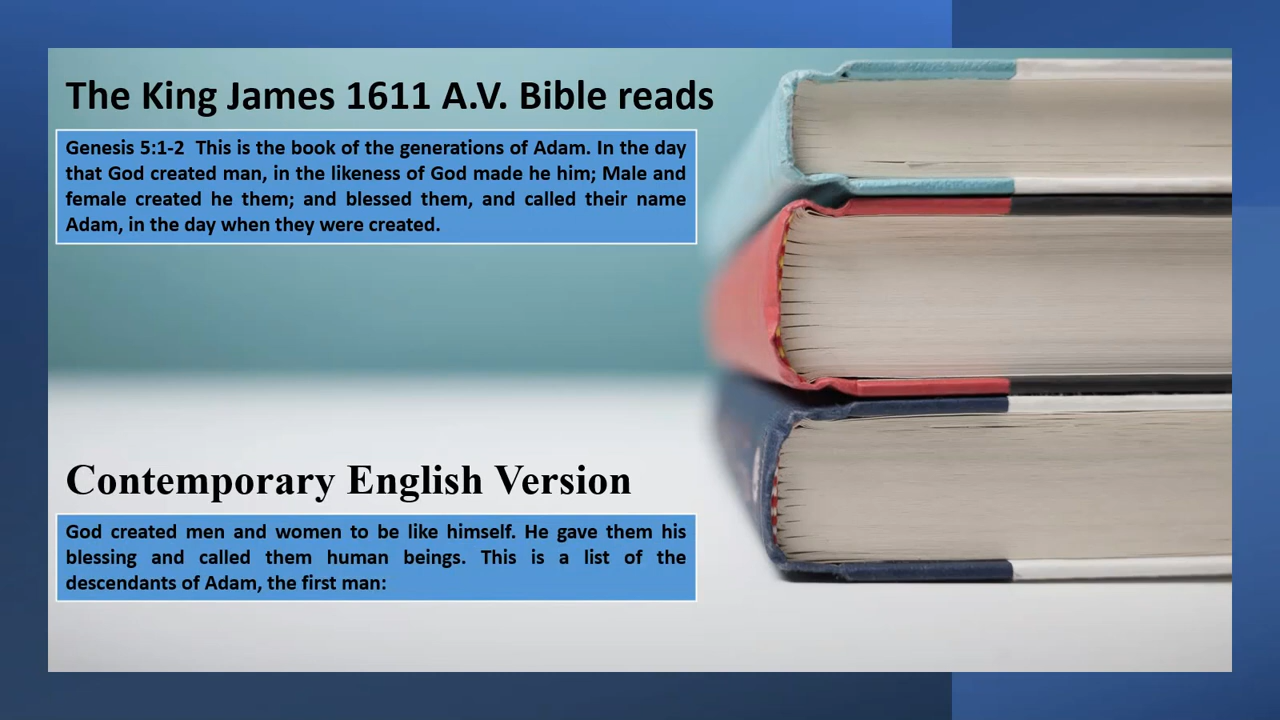 The King James 1611 A.V. Bible reads
Genesis 5:1-2 This is the book of the generations of Adam. In the day
that God created man, in the likeness of God made he him; Male and
female created he them; and blessed them, and called their name
Adam, in the day when they were created.
Contemporary English Version
God created men and women to be like himself. He gave them his
blessing and called them human beings. This is a list of the
descendants of Adam, the first man: